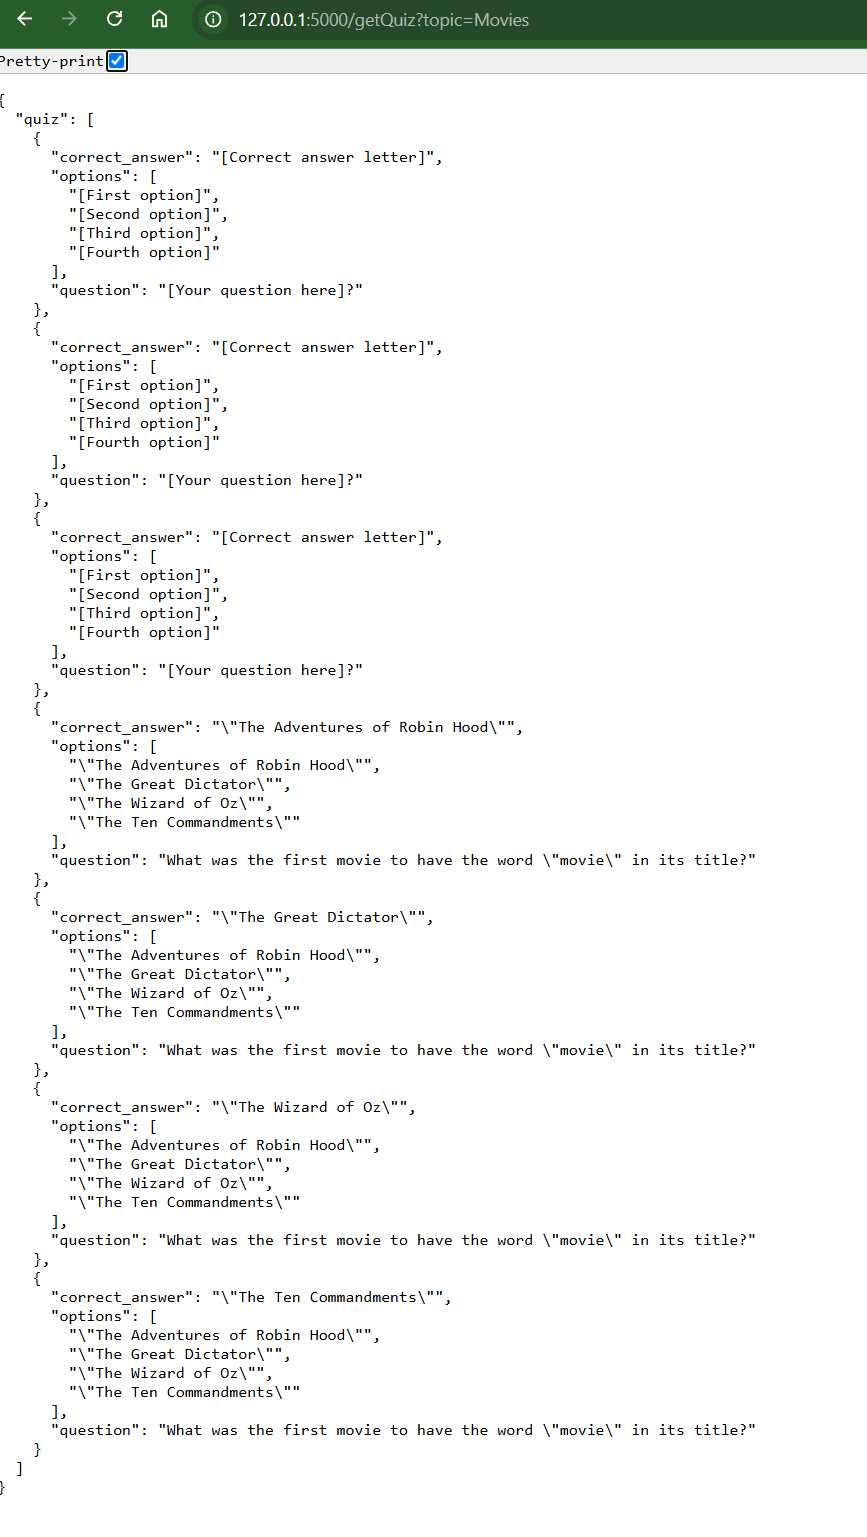 127.0.0.1:5000/getQuiz?topic=Movies
Pretty-print
{
  "quiz": [
    {
      "correct_answer": "[Correct answer letter]",
      "options": [
        "[First option]",
        "[Second option]",
        "[Third option]",
        "[Fourth option]"
      ],
      "question": "[Your question here]?"
    },
    {
      "correct_answer": "[Correct answer letter]",
      "options": [
        "[First option]",
        "[Second option]",
        "[Third option]",
        "[Fourth option]"
      ],
      "question": "[Your question here]?"
    },
    {
      "correct_answer": "[Correct answer letter]",
      "options": [
        "[First option]",
        "[Second option]",
        "[Third option]",
        "[Fourth option]"
      ],
      "question": "[Your question here]?"
    },
    {
      "correct_answer": "\"The Adventures of Robin Hood\"",
      "options": [
        "\"The Adventures of Robin Hood\"",
        "\"The Great Dictator\"",
        "\"The Wizard of Oz\"",
        "\"The Ten Commandments\""
      ],
      "question": "What was the first movie to have the word \"movie\" in its title?"
    },
    {
      "correct_answer": "\"The Great Dictator\"",
      "options": [
        "\"The Adventures of Robin Hood\"",
        "\"The Great Dictator\"",
        "\"The Wizard of Oz\"",
        "\"The Ten Commandments\""
      ],
      "question": "What was the first movie to have the word \"movie\" in its title?"
    },
    {
      "correct_answer": "\"The Wizard of Oz\"",
      "options": [
        "\"The Adventures of Robin Hood\"",
        "\"The Great Dictator\"",
        "\"The Wizard of Oz\"",
        "\"The Ten Commandments\""
      ],
      "question": "What was the first movie to have the word \"movie\" in its title?"
    },
    {
      "correct_answer": "\"The Ten Commandments\"",
      "options": [
        "\"The Adventures of Robin Hood\"",
        "\"The Great Dictator\"",
        "\"The Wizard of Oz\"",
        "\"The Ten Commandments\""
      ],
      "question": "What was the first movie to have the word \"movie\" in its title?"
    }
  ]
}